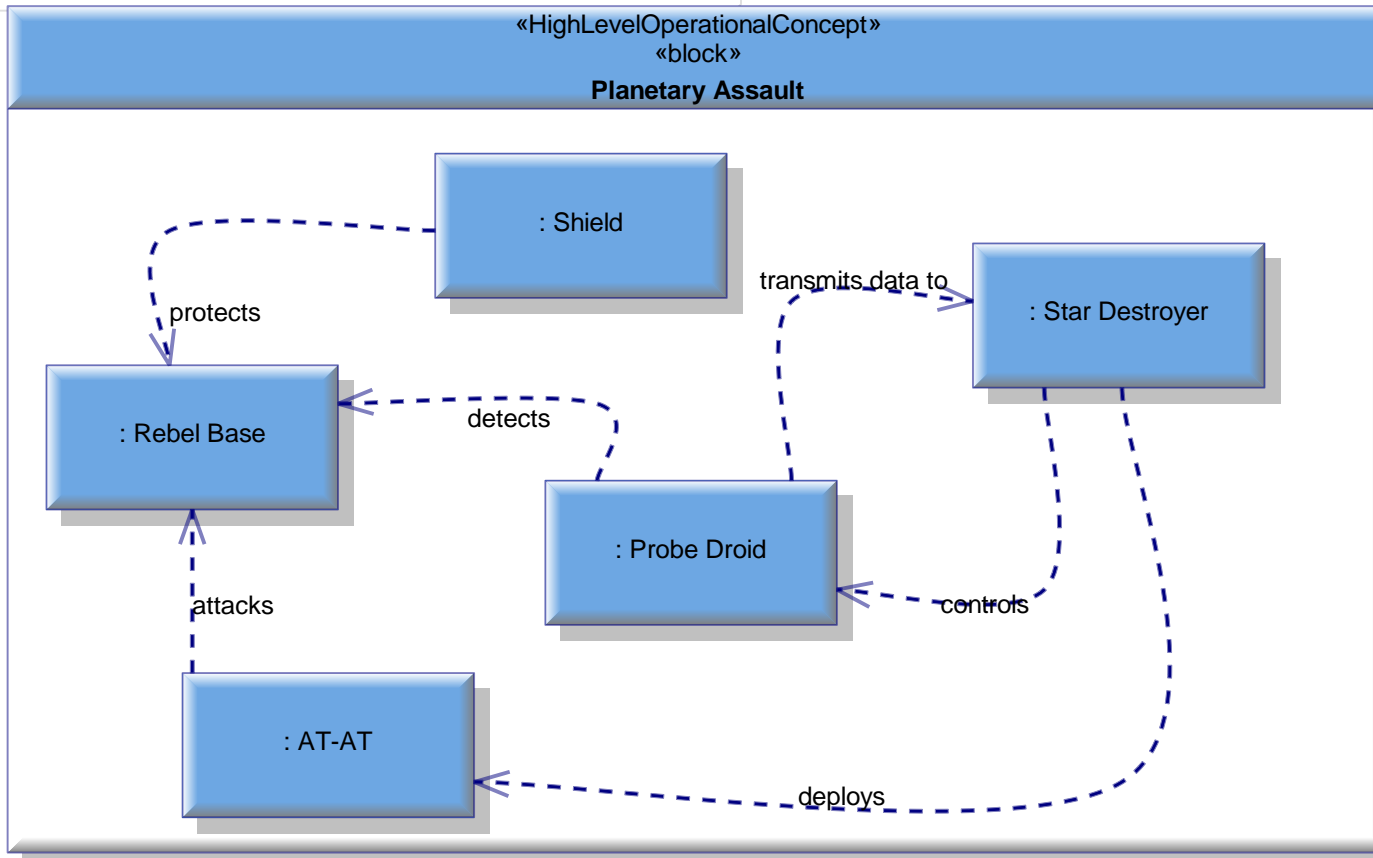 «HighLevelOperationalConcept»
«block»
Planetary Assault
: Shield
transmits data to
: Star Destroyer
protects
detects
: Rebel Base
: Probe Droid
attacks
controls
: AT-AT
deploys